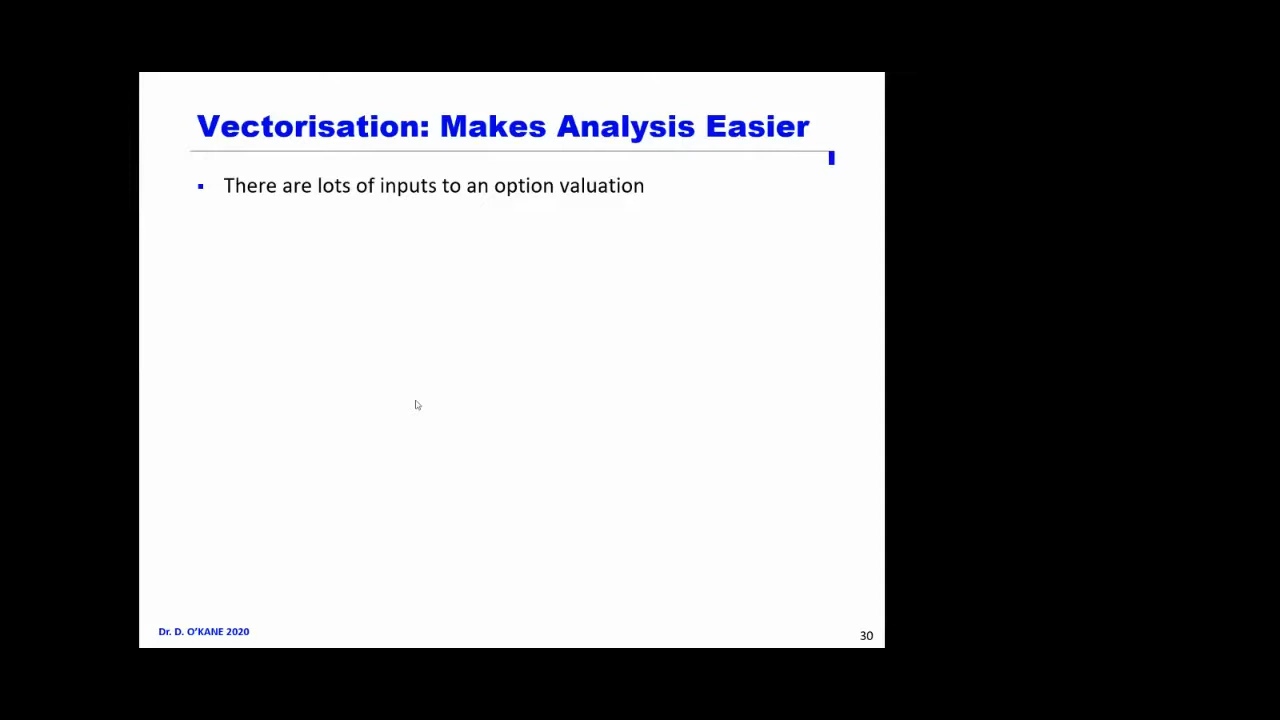 Vectorisation: Makes Analysis Easier
▪ There are lots of inputs to an option valuation
Dr. D. O'KANE 2020
30